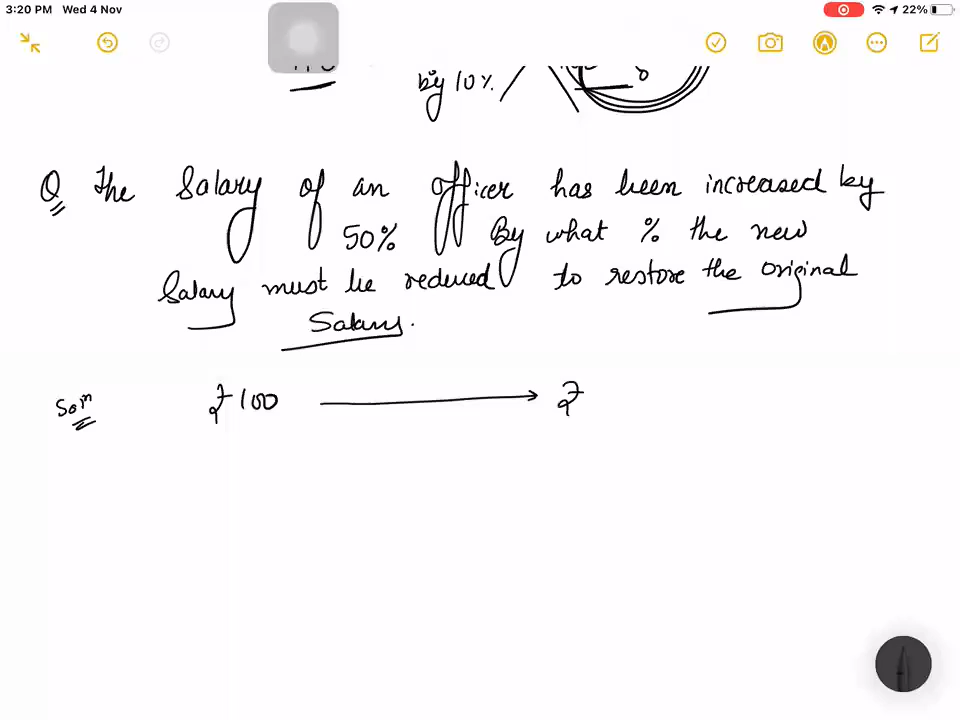 3:20 PM Wed 4 Nov 22%
by 10%
Q The Salary of an officer has been increased by
50% By what % the new
Salary must be reduced to restore the original
Salary.
Soln ₹100 ₹